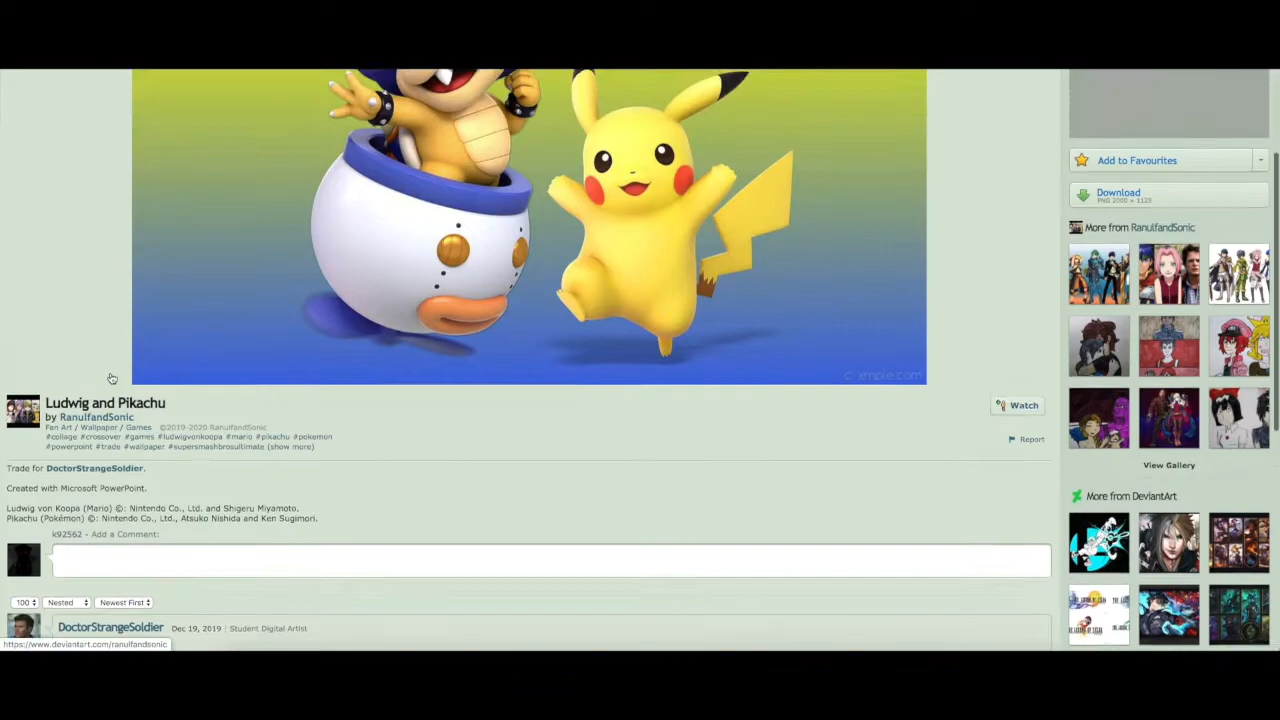 Add to Favourites
Download
PNG 2000 × 1125
More from RanulfandSonic
Ludwig and Pikachu
by RanulfandSonic
Watch
Fan Art / Wallpaper / Games ©2019-2020 RanulfandSonic
#collage #crossover #games #ludwigvonkoopa #mario #pikachu #pokemon
#powerpoint #trade #wallpaper #supersmashbrosultimate (show more)
Report
Trade for DoctorStrangeSoldier.
View Gallery
Created with Microsoft PowerPoint.
More from DeviantArt
Ludwig von Koopa (Mario) ©: Nintendo Co., Ltd. and Shigeru Miyamoto.
Pikachu (Pokémon) ©: Nintendo Co., Ltd., Atsuko Nishida and Ken Sugimori.
k92562 - Add a Comment:
100 Nested Newest First
DoctorStrangeSoldier Dec 19, 2019 | Student Digital Artist
https://www.deviantart.com/ranulfandsonic